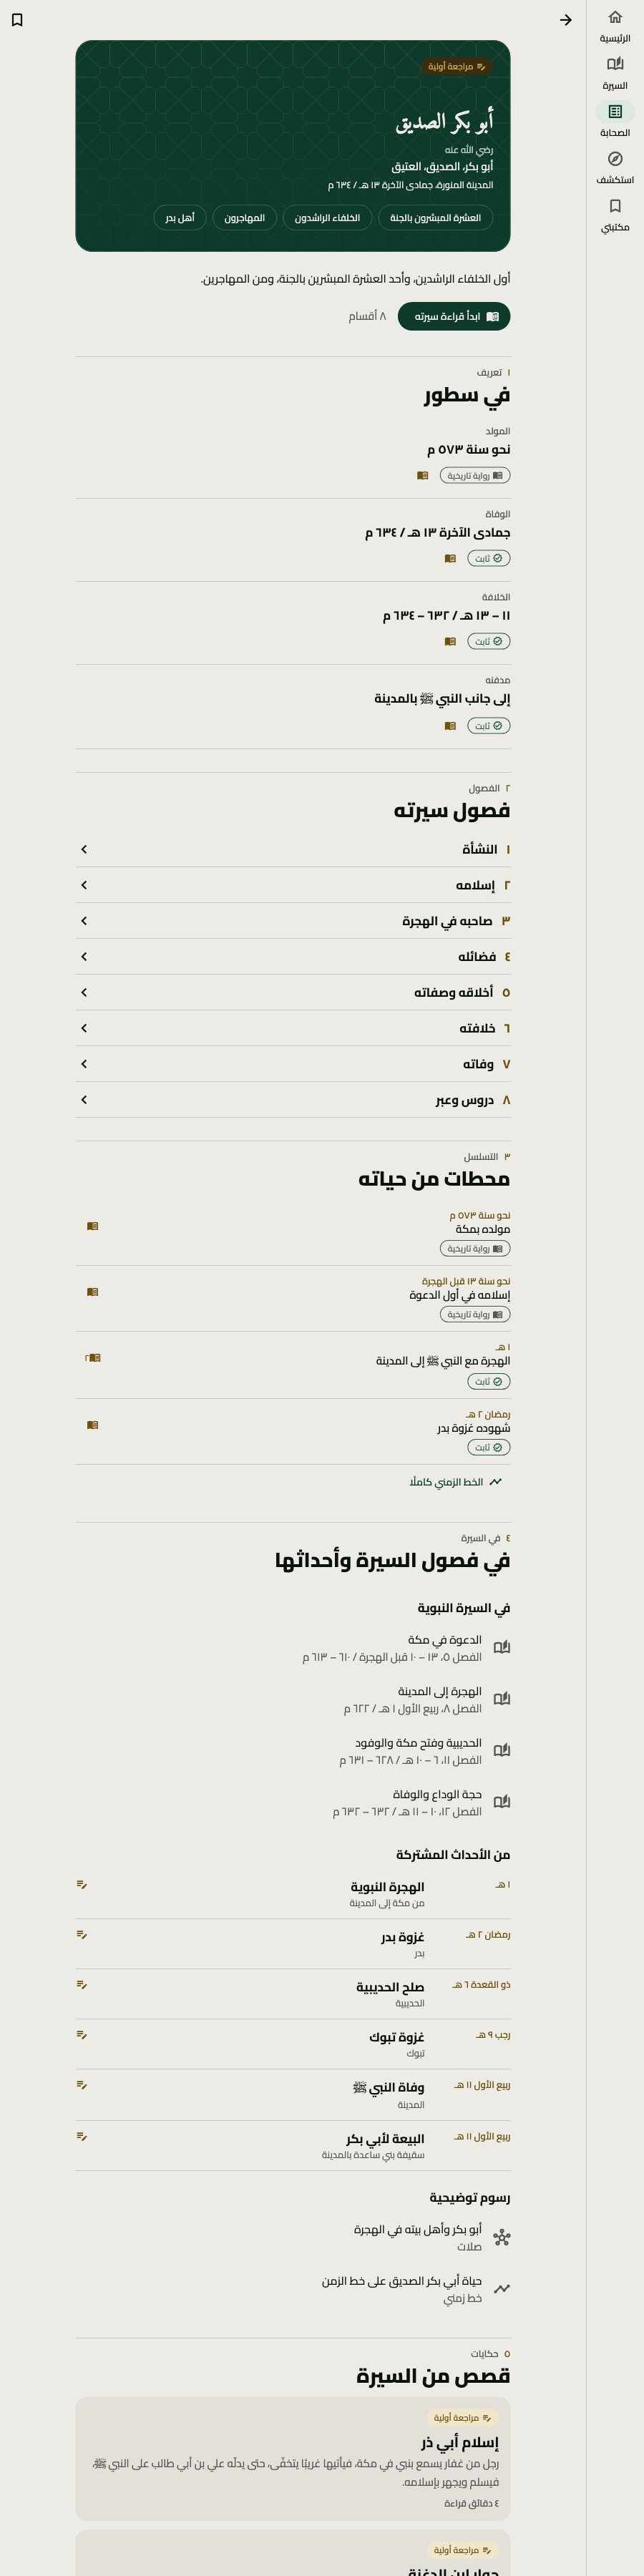 الرئيسية
السيرة
الصحابة
استكشف
مكتبتي
مراجعة أولية
أبو بكر الصديق
رضي الله عنه
أبو بكر، الصديق، العتيق
المدينة المنورة، جمادى الآخرة ١٣ هـ / ٦٣٤ م
العشرة المبشرون بالجنة
الخلفاء الراشدون
المهاجرون
أهل بدر
أول الخلفاء الراشدين، وأحد العشرة المبشرين بالجنة، ومن المهاجرين.
ابدأ قراءة سيرته
٨ أقسام
١ تعريف
في سطور
المولد
نحو سنة ٥٧٣ م
رواية تاريخية
الوفاة
جمادى الآخرة ١٣ هـ / ٦٣٤ م
ثابت
الخلافة
١١ – ١٣ هـ / ٦٣٢ – ٦٣٤ م
ثابت
مدفنه
إلى جانب النبي ﷺ بالمدينة
ثابت
٢ الفصول
فصول سيرته
١ النشأة
٢ إسلامه
٣ صاحبه في الهجرة
٤ فضائله
٥ أخلاقه وصفاته
٦ خلافته
٧ وفاته
٨ دروس وعبر
٣ التسلسل
محطات من حياته
نحو سنة ٥٧٣ م
مولده بمكة
رواية تاريخية
نحو سنة ١٣ قبل الهجرة
إسلامه في أول الدعوة
رواية تاريخية
١ هـ
الهجرة مع النبي ﷺ إلى المدينة
٢
ثابت
رمضان ٢ هـ
شهوده غزوة بدر
ثابت
الخط الزمني كاملًا
٤ في السيرة
في فصول السيرة وأحداثها
في السيرة النبوية
الدعوة في مكة
الفصل ٥، ١٣ – ١٠ قبل الهجرة / ٦١٠ – ٦١٣ م
الهجرة إلى المدينة
الفصل ٨، ربيع الأول ١ هـ / ٦٢٢ م
الحديبية وفتح مكة والوفود
الفصل ١١، ٦ – ١٠ هـ / ٦٢٨ – ٦٣١ م
حجة الوداع والوفاة
الفصل ١٢، ١٠ – ١١ هـ / ٦٣٢ – ٦٣٢ م
من الأحداث المشتركة
١ هـ
الهجرة النبوية
من مكة إلى المدينة
رمضان ٢ هـ
غزوة بدر
بدر
ذو القعدة ٦ هـ
صلح الحديبية
الحديبية
رجب ٩ هـ
غزوة تبوك
تبوك
ربيع الأول ١١ هـ
وفاة النبي ﷺ
المدينة
ربيع الأول ١١ هـ
البيعة لأبي بكر
سقيفة بني ساعدة بالمدينة
رسوم توضيحية
أبو بكر وأهل بيته في الهجرة
صلات
حياة أبي بكر الصديق على خط الزمن
خط زمني
٥ حكايات
قصص من السيرة
مراجعة أولية
إسلام أبي ذر
رجل من غفار يسمع بنبي في مكة، فيأتيها غريبًا يتخفّى، حتى يدلّه علي بن أبي طالب على النبي ﷺ،
فيسلم ويجهر بإسلامه.
٤ دقائق قراءة
مراجعة أولية
جوار ابن الدغنة